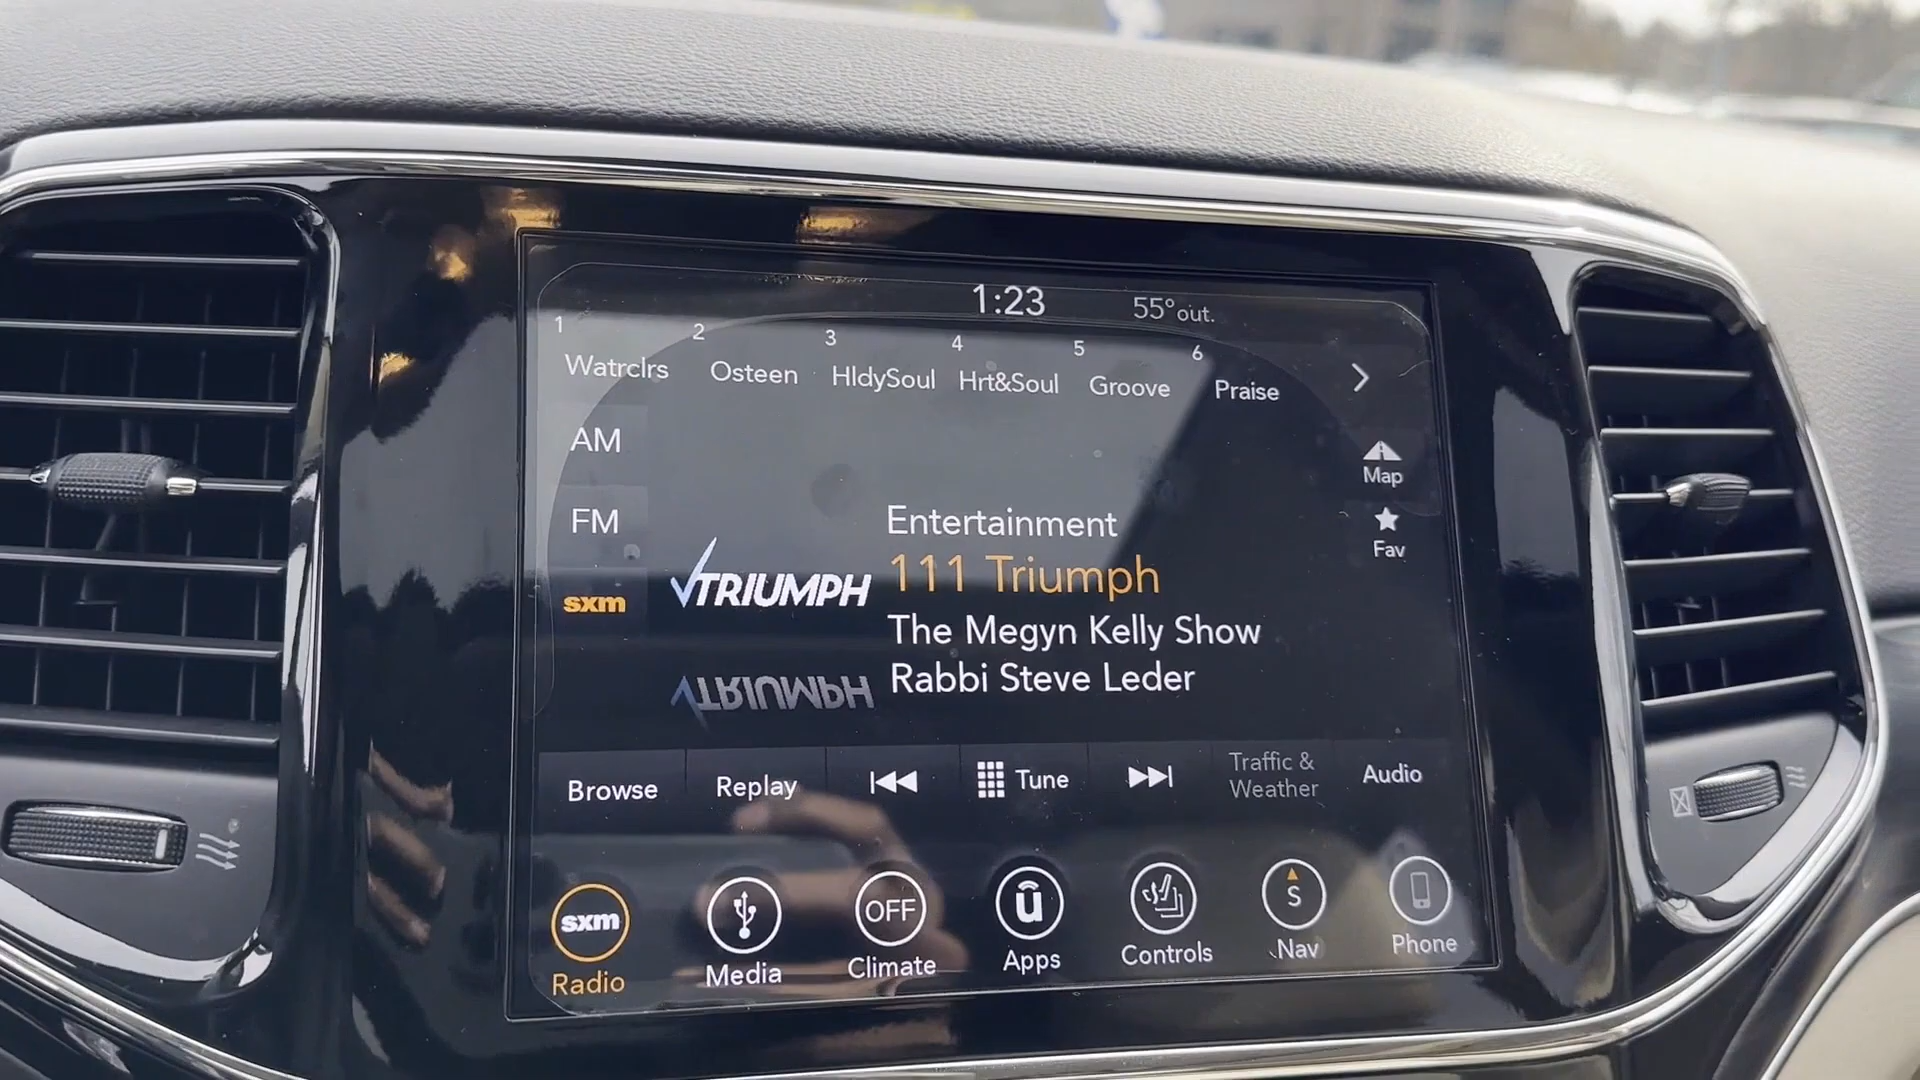 1:23 55° out.
1 2 3 4 5 6
Watrclrs Osteen HldySoul Hrt&Soul Groove Praise
AM
Map
FM
Fav
sxm
TRIUMPH
Entertainment
111 Triumph
The Megyn Kelly Show
Rabbi Steve Leder
Browse Replay Tune Traffic & Weather Audio
sxm OFF u S
Radio Media Climate Apps Controls Nav Phone